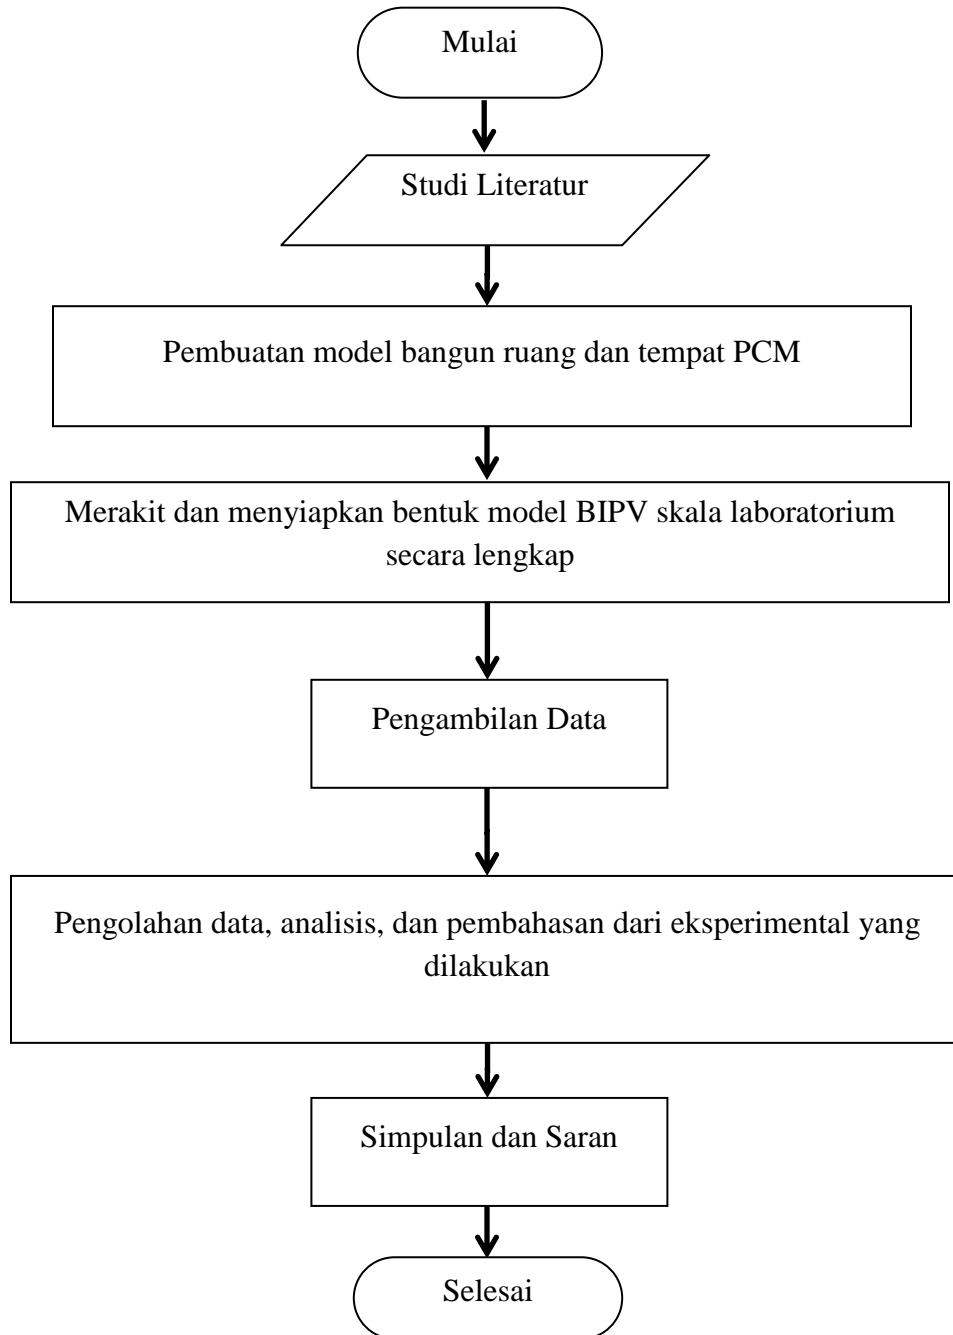 Mulai
Studi Literatur
Pembuatan model bangun ruang dan tempat PCM
Merakit dan menyiapkan bentuk model BIPV skala laboratorium
secara lengkap
Pengambilan Data
Pengolahan data, analisis, dan pembahasan dari eksperimental yang
dilakukan
Simpulan dan Saran
Selesai